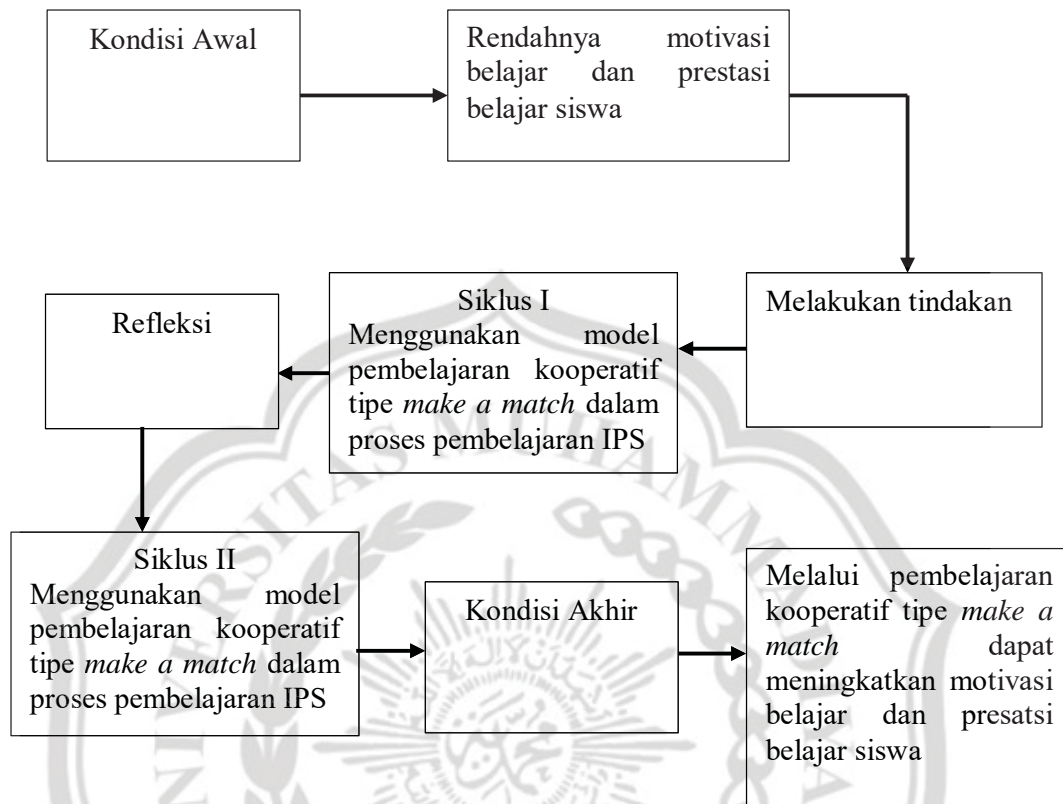 Kondisi Awal
Rendahnya motivasi
belajar dan prestasi
belajar siswa
Melakukan tindakan
Siklus I
Menggunakan model
pembelajaran kooperatif
tipe make a match dalam
proses pembelajaran IPS
Refleksi
Siklus II
Menggunakan model
pembelajaran kooperatif
tipe make a match dalam
proses pembelajaran IPS
Kondisi Akhir
Melalui pembelajaran
kooperatif tipe make a
match dapat
meningkatkan motivasi
belajar dan presatsi
belajar siswa